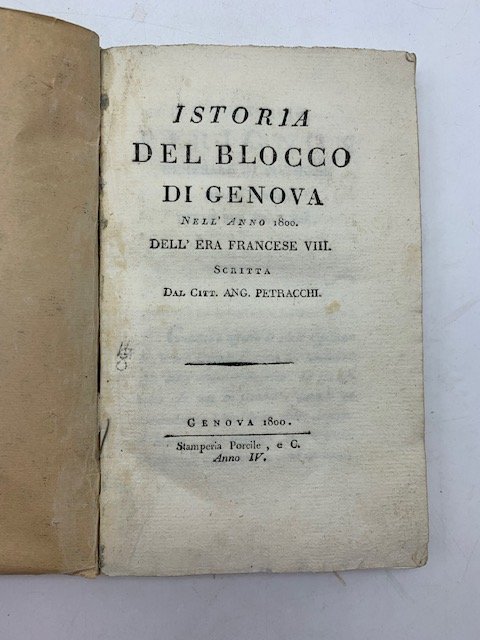 ISTORIA
DEL BLOCCO
DI GENOVA
NELL' ANNO 1800.
DELL' ERA FRANCESE VIII.
SCRITTA
DAL CITT. ANG. PETRACCHI.
GENOVA 1800.
Stamperia Porcile, e C.
Anno IV.